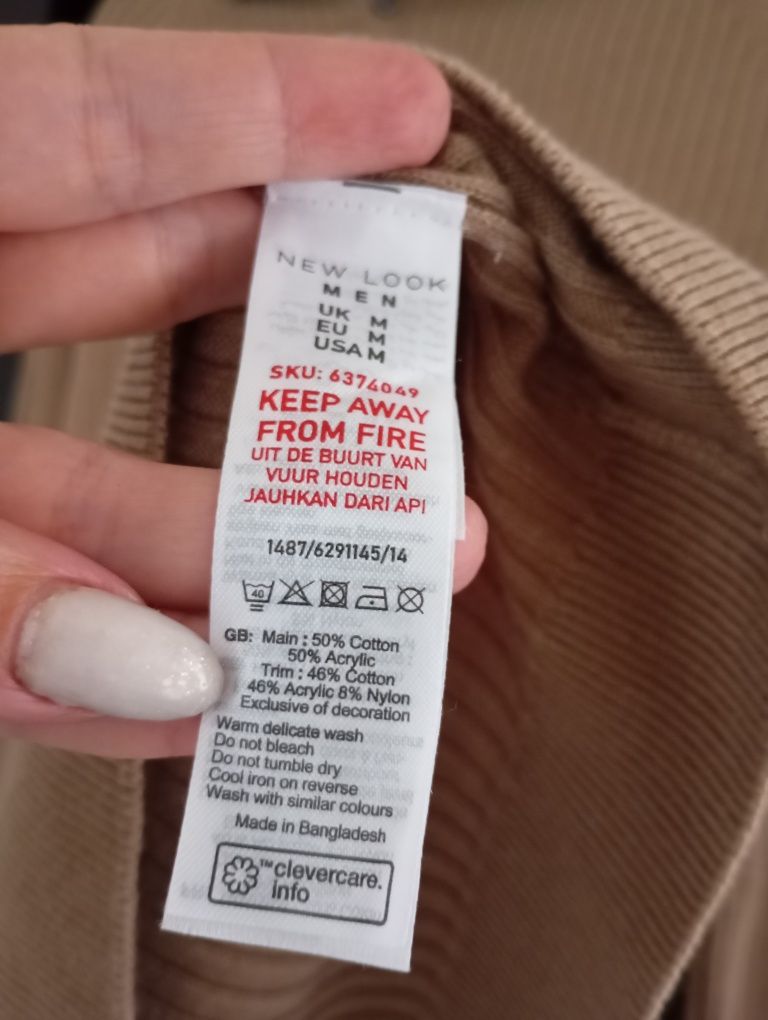 NEW LOOK
MEN
UK M
EU M
USA M
SKU: 6374049
KEEP AWAY
FROM FIRE
UIT DE BUURT VAN
VUUR HOUDEN
JAUHKAN DARI API
1487/6291145/14
40
GB: Main : 50% Cotton
50% Acrylic
Trim : 46% Cotton
46% Acrylic 8% Nylon
Exclusive of decoration
Warm delicate wash
Do not bleach
Do not tumble dry
Cool iron on reverse
Wash with similar colours
Made in Bangladesh
™clevercare.
info